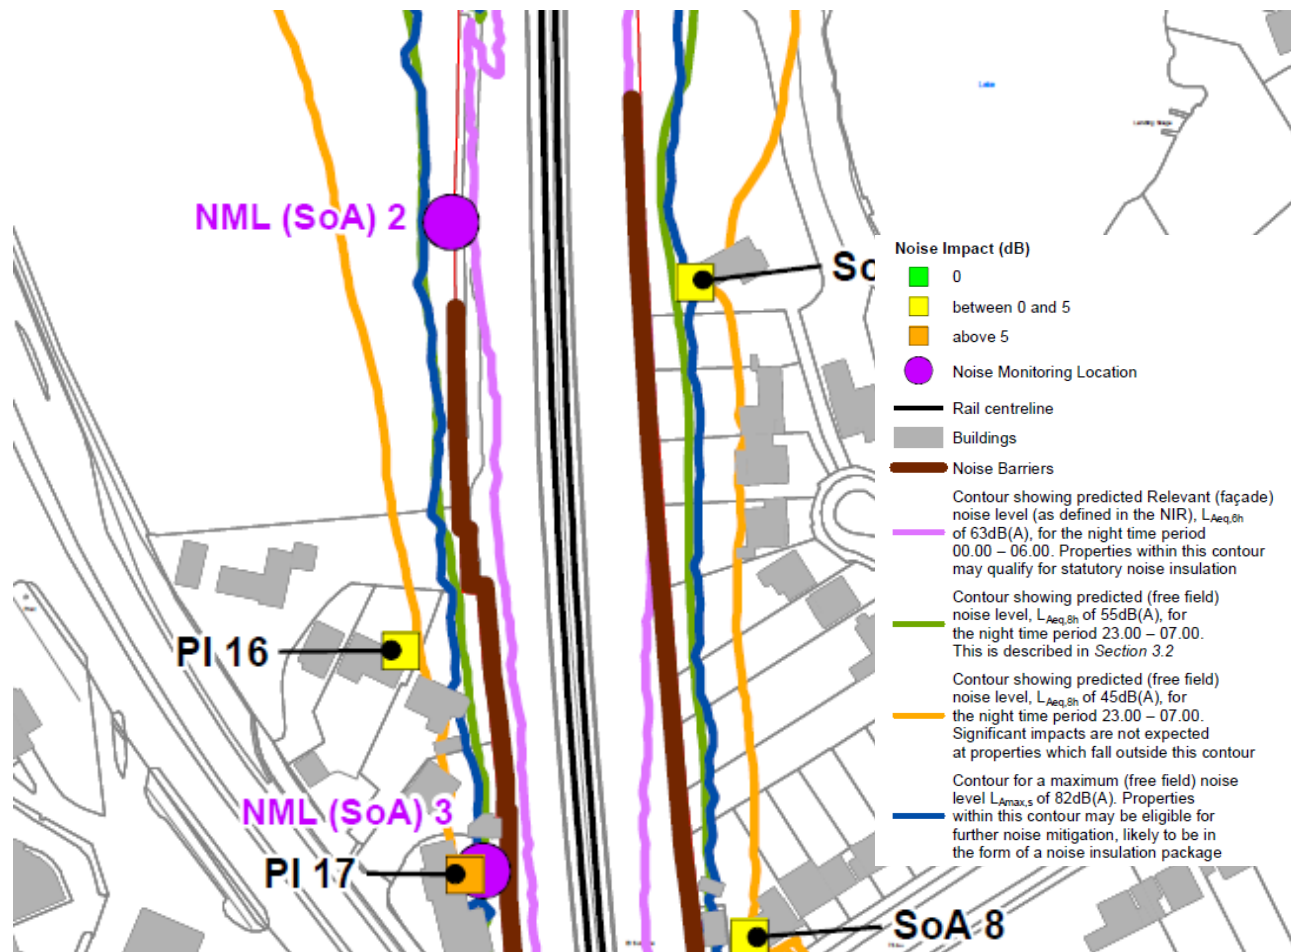 Lake
Landing Stage
NML (SoA) 2
So
Noise Impact (dB)
0
between 0 and 5
above 5
Noise Monitoring Location
Rail centreline
Buildings
Noise Barriers
Contour showing predicted Relevant (façade)
noise level (as defined in the NIR), LAeq,6h
of 63dB(A), for the night time period
00.00 – 06.00. Properties within this contour
may qualify for statutory noise insulation
Contour showing predicted (free field)
noise level, LAeq,8h of 55dB(A), for
the night time period 23.00 – 07.00.
This is described in Section 3.2
Contour showing predicted (free field)
noise level, LAeq,8h of 45dB(A), for
the night time period 23.00 – 07.00.
Significant impacts are not expected
at properties which fall outside this contour
Contour for a maximum (free field) noise
level LAmax,s of 82dB(A). Properties
within this contour may be eligible for
further noise mitigation, likely to be in
the form of a noise insulation package
PI 16
NML (SoA) 3
PI 17
SoA 8